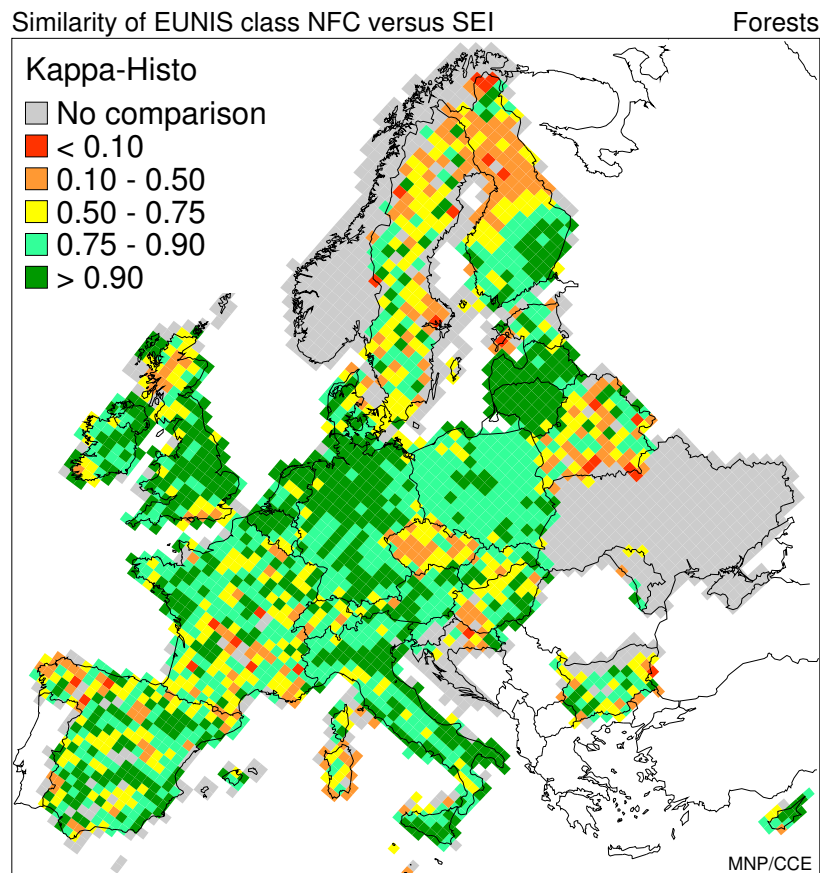 Similarity of EUNIS class NFC versus SEI Forests
Kappa-Histo
No comparison
< 0.10
0.10 - 0.50
0.50 - 0.75
0.75 - 0.90
> 0.90
MNP/CCE